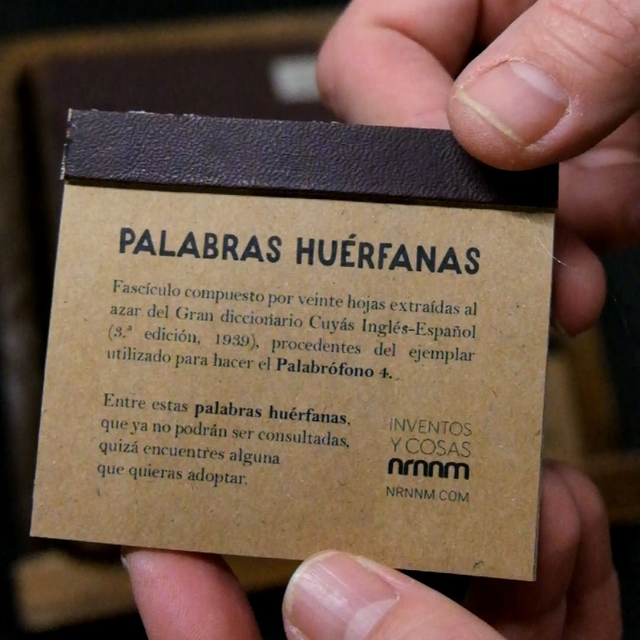 PALABRAS HUÉRFANAS
Fascículo compuesto por veinte hojas extraídas al
azar del Gran diccionario Cuyás Inglés-Español
(3.ª edición, 1939), procedentes del ejemplar
utilizado para hacer el Palabrófono 4.
Entre estas palabras huérfanas,
que ya no podrán ser consultadas,
quizá encuentres alguna
que quieras adoptar.
INVENTOS
Y COSAS
nrnnm
NRNNM.COM